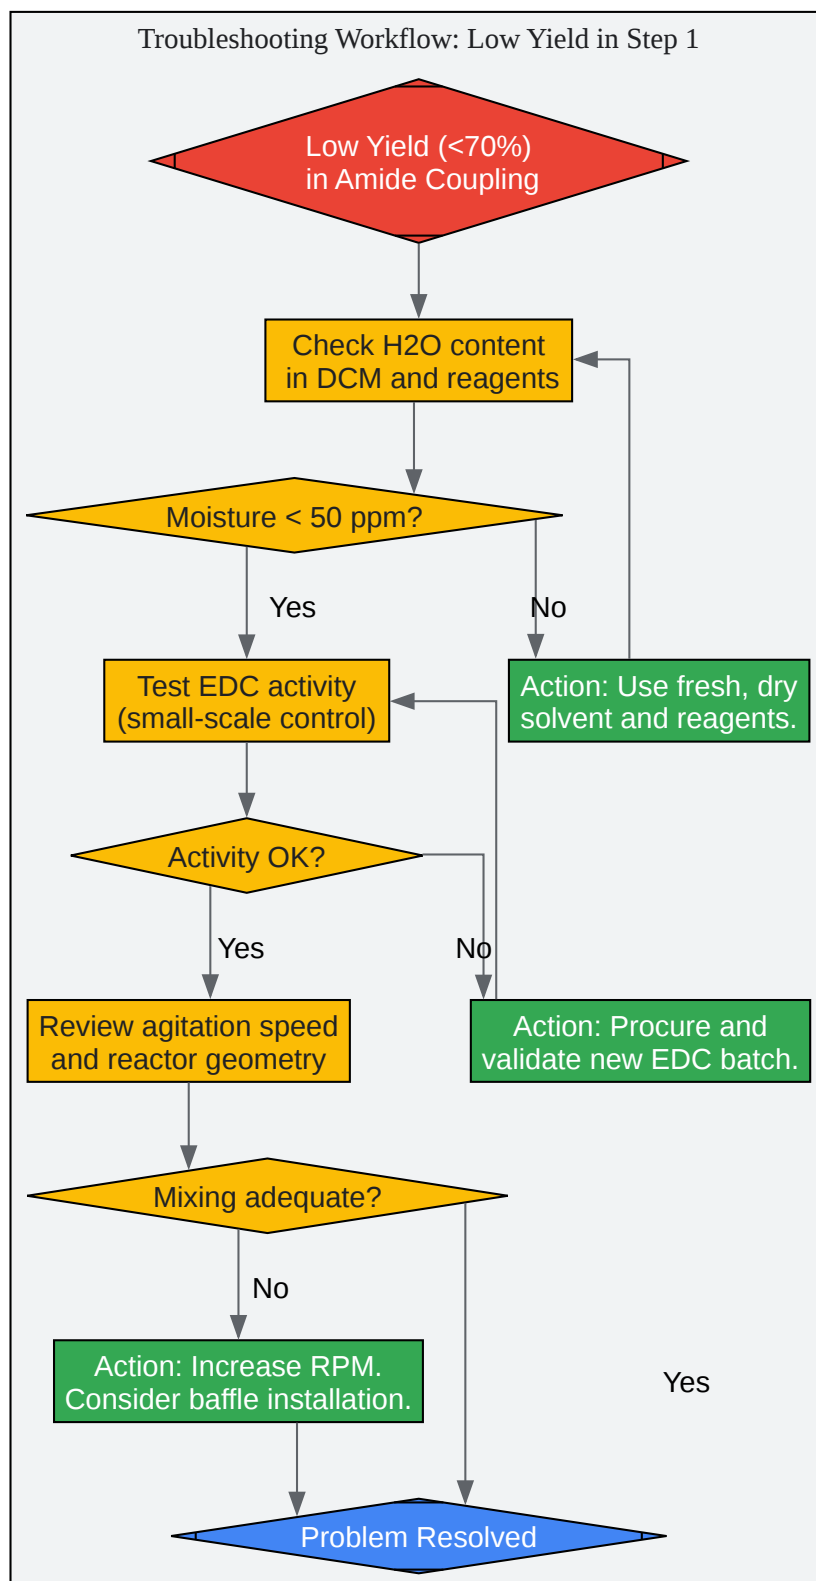 Troubleshooting Workflow: Low Yield in Step 1
Low Yield (<70%)
in Amide Coupling
Check H2O content
in DCM and reagents
Moisture < 50 ppm?
Yes
No
Test EDC activity
(small-scale control)
Action: Use fresh, dry
solvent and reagents.
Activity OK?
Yes
No
Review agitation speed
and reactor geometry
Action: Procure and
validate new EDC batch.
Mixing adequate?
No
Action: Increase RPM.
Consider baffle installation.
Yes
Problem Resolved